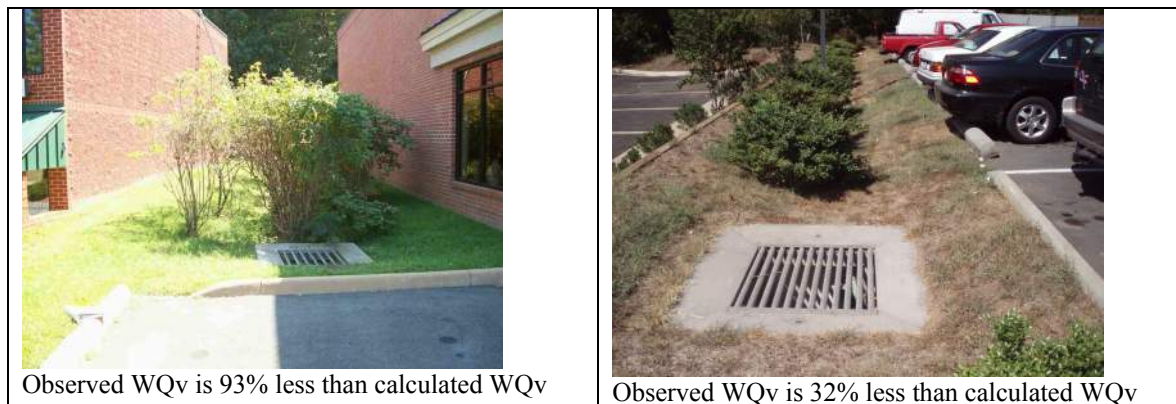 Observed WQv is 93% less than calculated WQv
Observed WQv is 32% less than calculated WQv